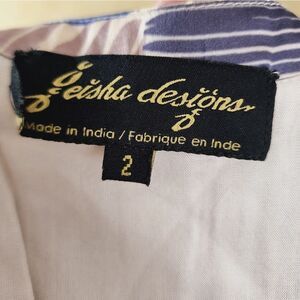 geisha designs
Made in India / Fabrique en Inde
2